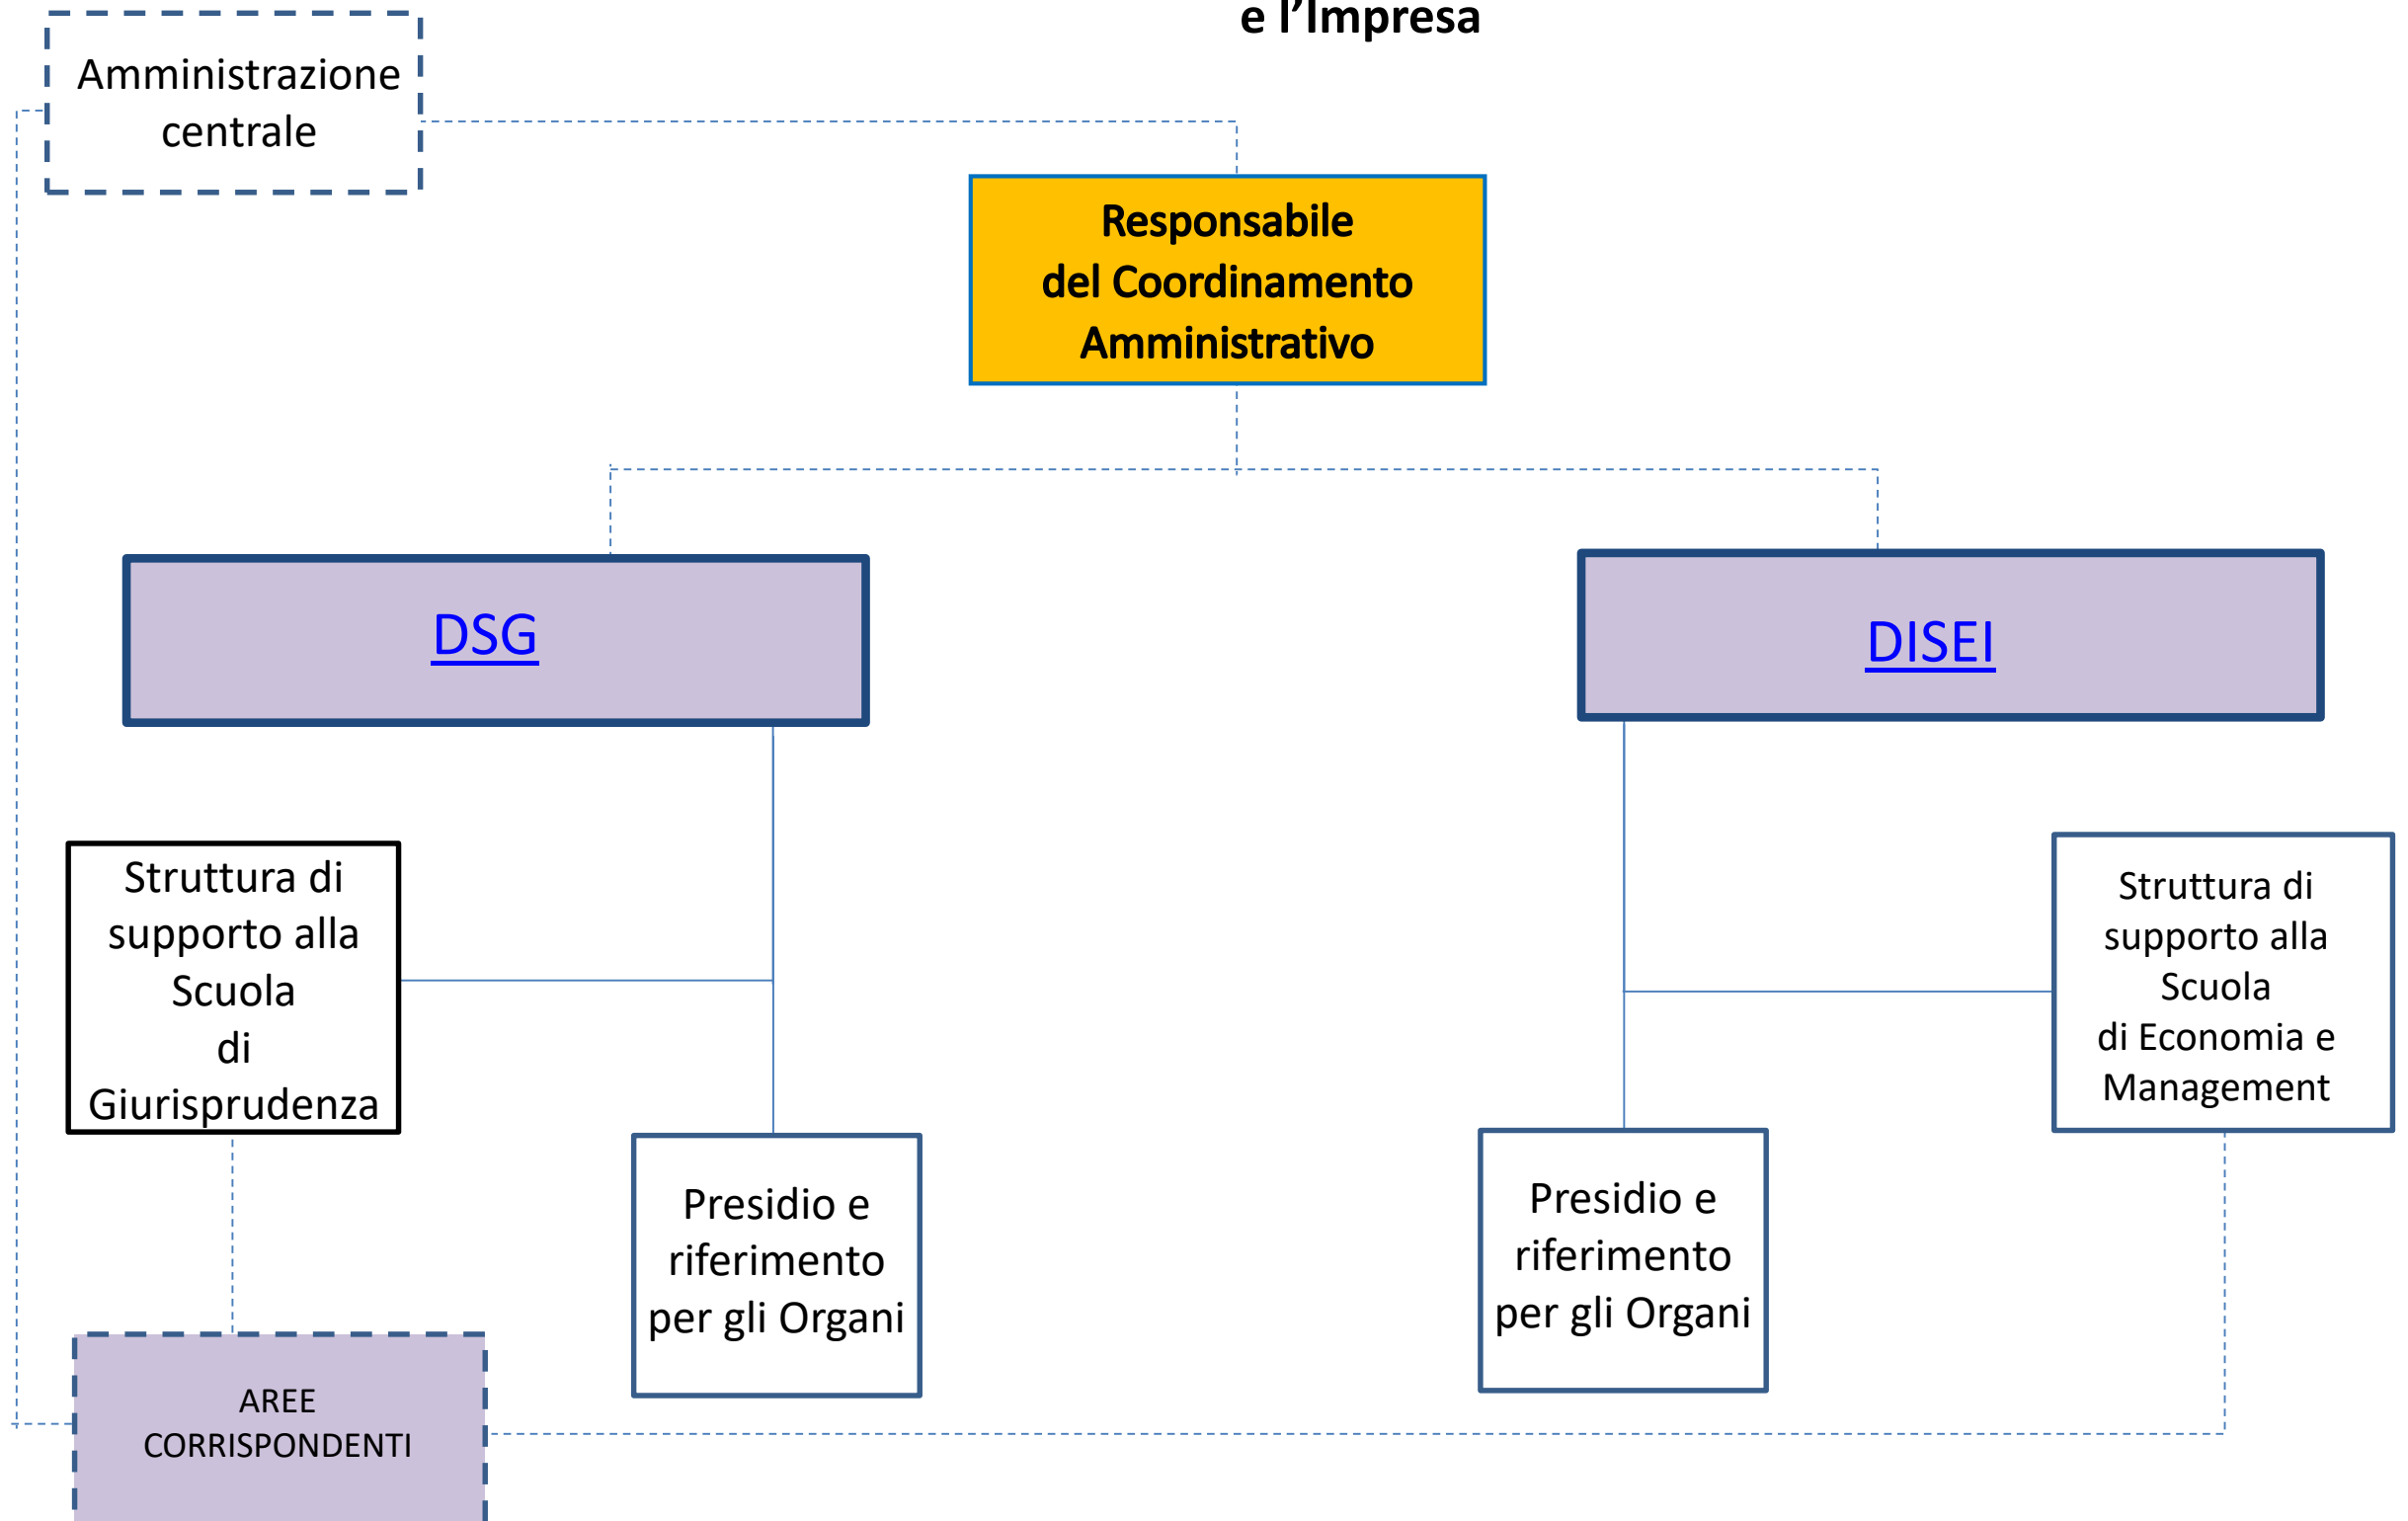 e l’Impresa
Amministrazione
centrale
Responsabile
del Coordinamento
Amministrativo
DSG
DISEI
Struttura di
supporto alla
Scuola
di
Giurisprudenza
Struttura di
supporto alla
Scuola
di Economia e
Management
Presidio e
riferimento
per gli Organi
Presidio e
riferimento
per gli Organi
AREE
CORRISPONDENTI